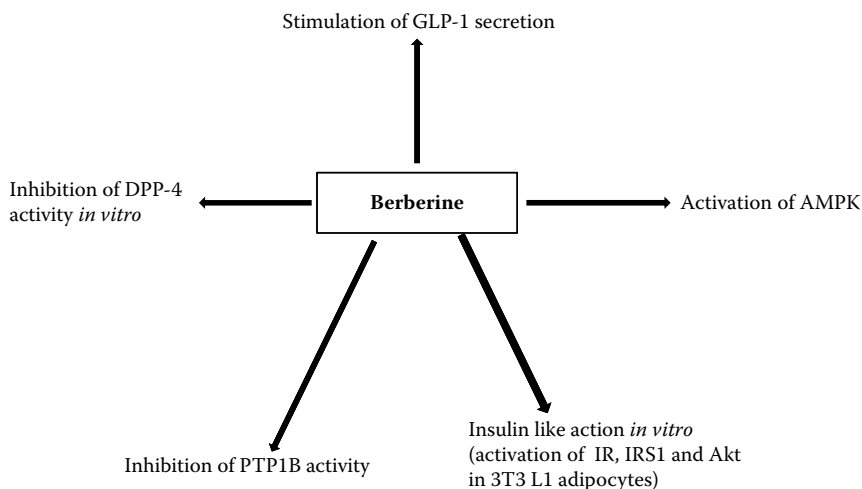 Stimulation of GLP-1 secretion
Inhibition of DPP-4
activity in vitro
Berberine
Activation of AMPK
Inhibition of PTP1B activity
Insulin like action in vitro
(activation of IR, IRS1 and Akt
in 3T3 L1 adipocytes)